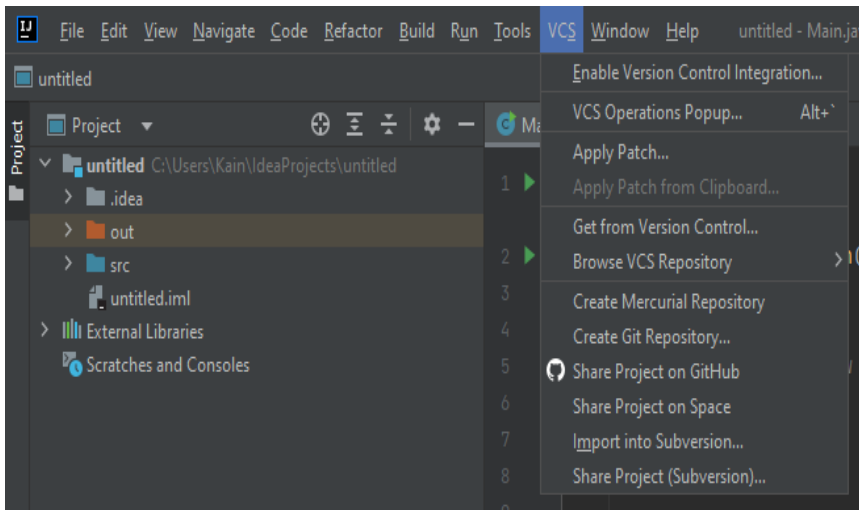 IJ File Edit View Navigate Code Refactor Build Run Tools VCS Window Help untitled - Main.ja
untitled
Project
Project
untitled C:\Users\Kain\IdeaProjects\untitled
.idea
out
src
untitled.iml
External Libraries
Scratches and Consoles
C Ma
1
2
3
4
5
6
7
8
Enable Version Control Integration...
VCS Operations Popup... Alt+`
Apply Patch...
Apply Patch from Clipboard...
Get from Version Control...
Browse VCS Repository
Create Mercurial Repository
Create Git Repository...
Share Project on GitHub
Share Project on Space
Import into Subversion...
Share Project (Subversion)...